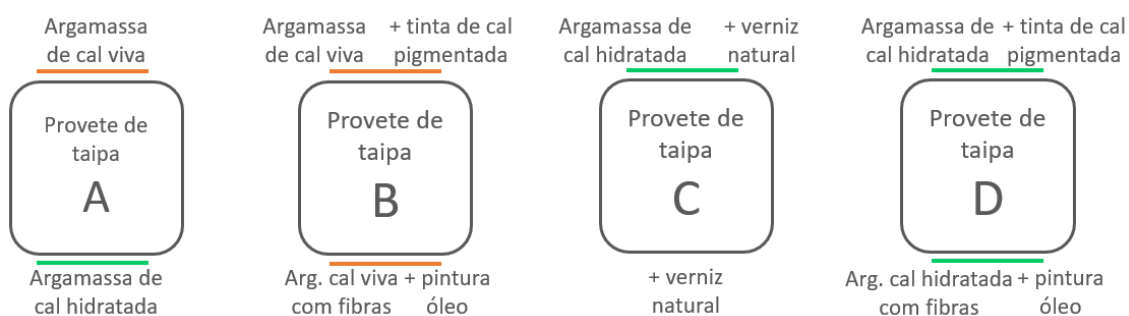 Argamassa
de cal viva
Provete de
taipa
A
Argamassa de
cal hidratada
Argamassa + tinta de cal
de cal viva pigmentada
Provete de
taipa
B
Arg. cal viva + pintura
com fibras óleo
Argamassa de + verniz
cal hidratada natural
Provete de
taipa
C
+ verniz
natural
Argamassa de + tinta de cal
cal hidratada pigmentada
Provete de
taipa
D
Arg. cal hidratada + pintura
com fibras óleo